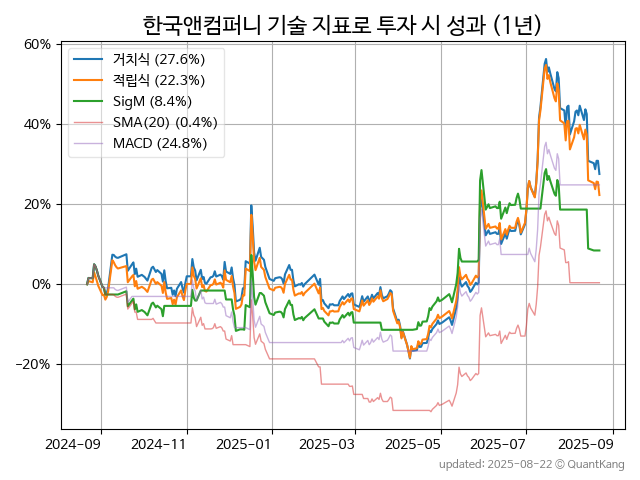 한국앤컴퍼니 기술 지표로 투자 시 성과 (1년)
60%
40%
20%
0%
−20%
거치식 (27.6%)
적립식 (22.3%)
SigM (8.4%)
SMA(20) (0.4%)
MACD (24.8%)
2024-09 2024-11 2025-01 2025-03 2025-05 2025-07 2025-09
updated: 2025-08-22 © QuantKang